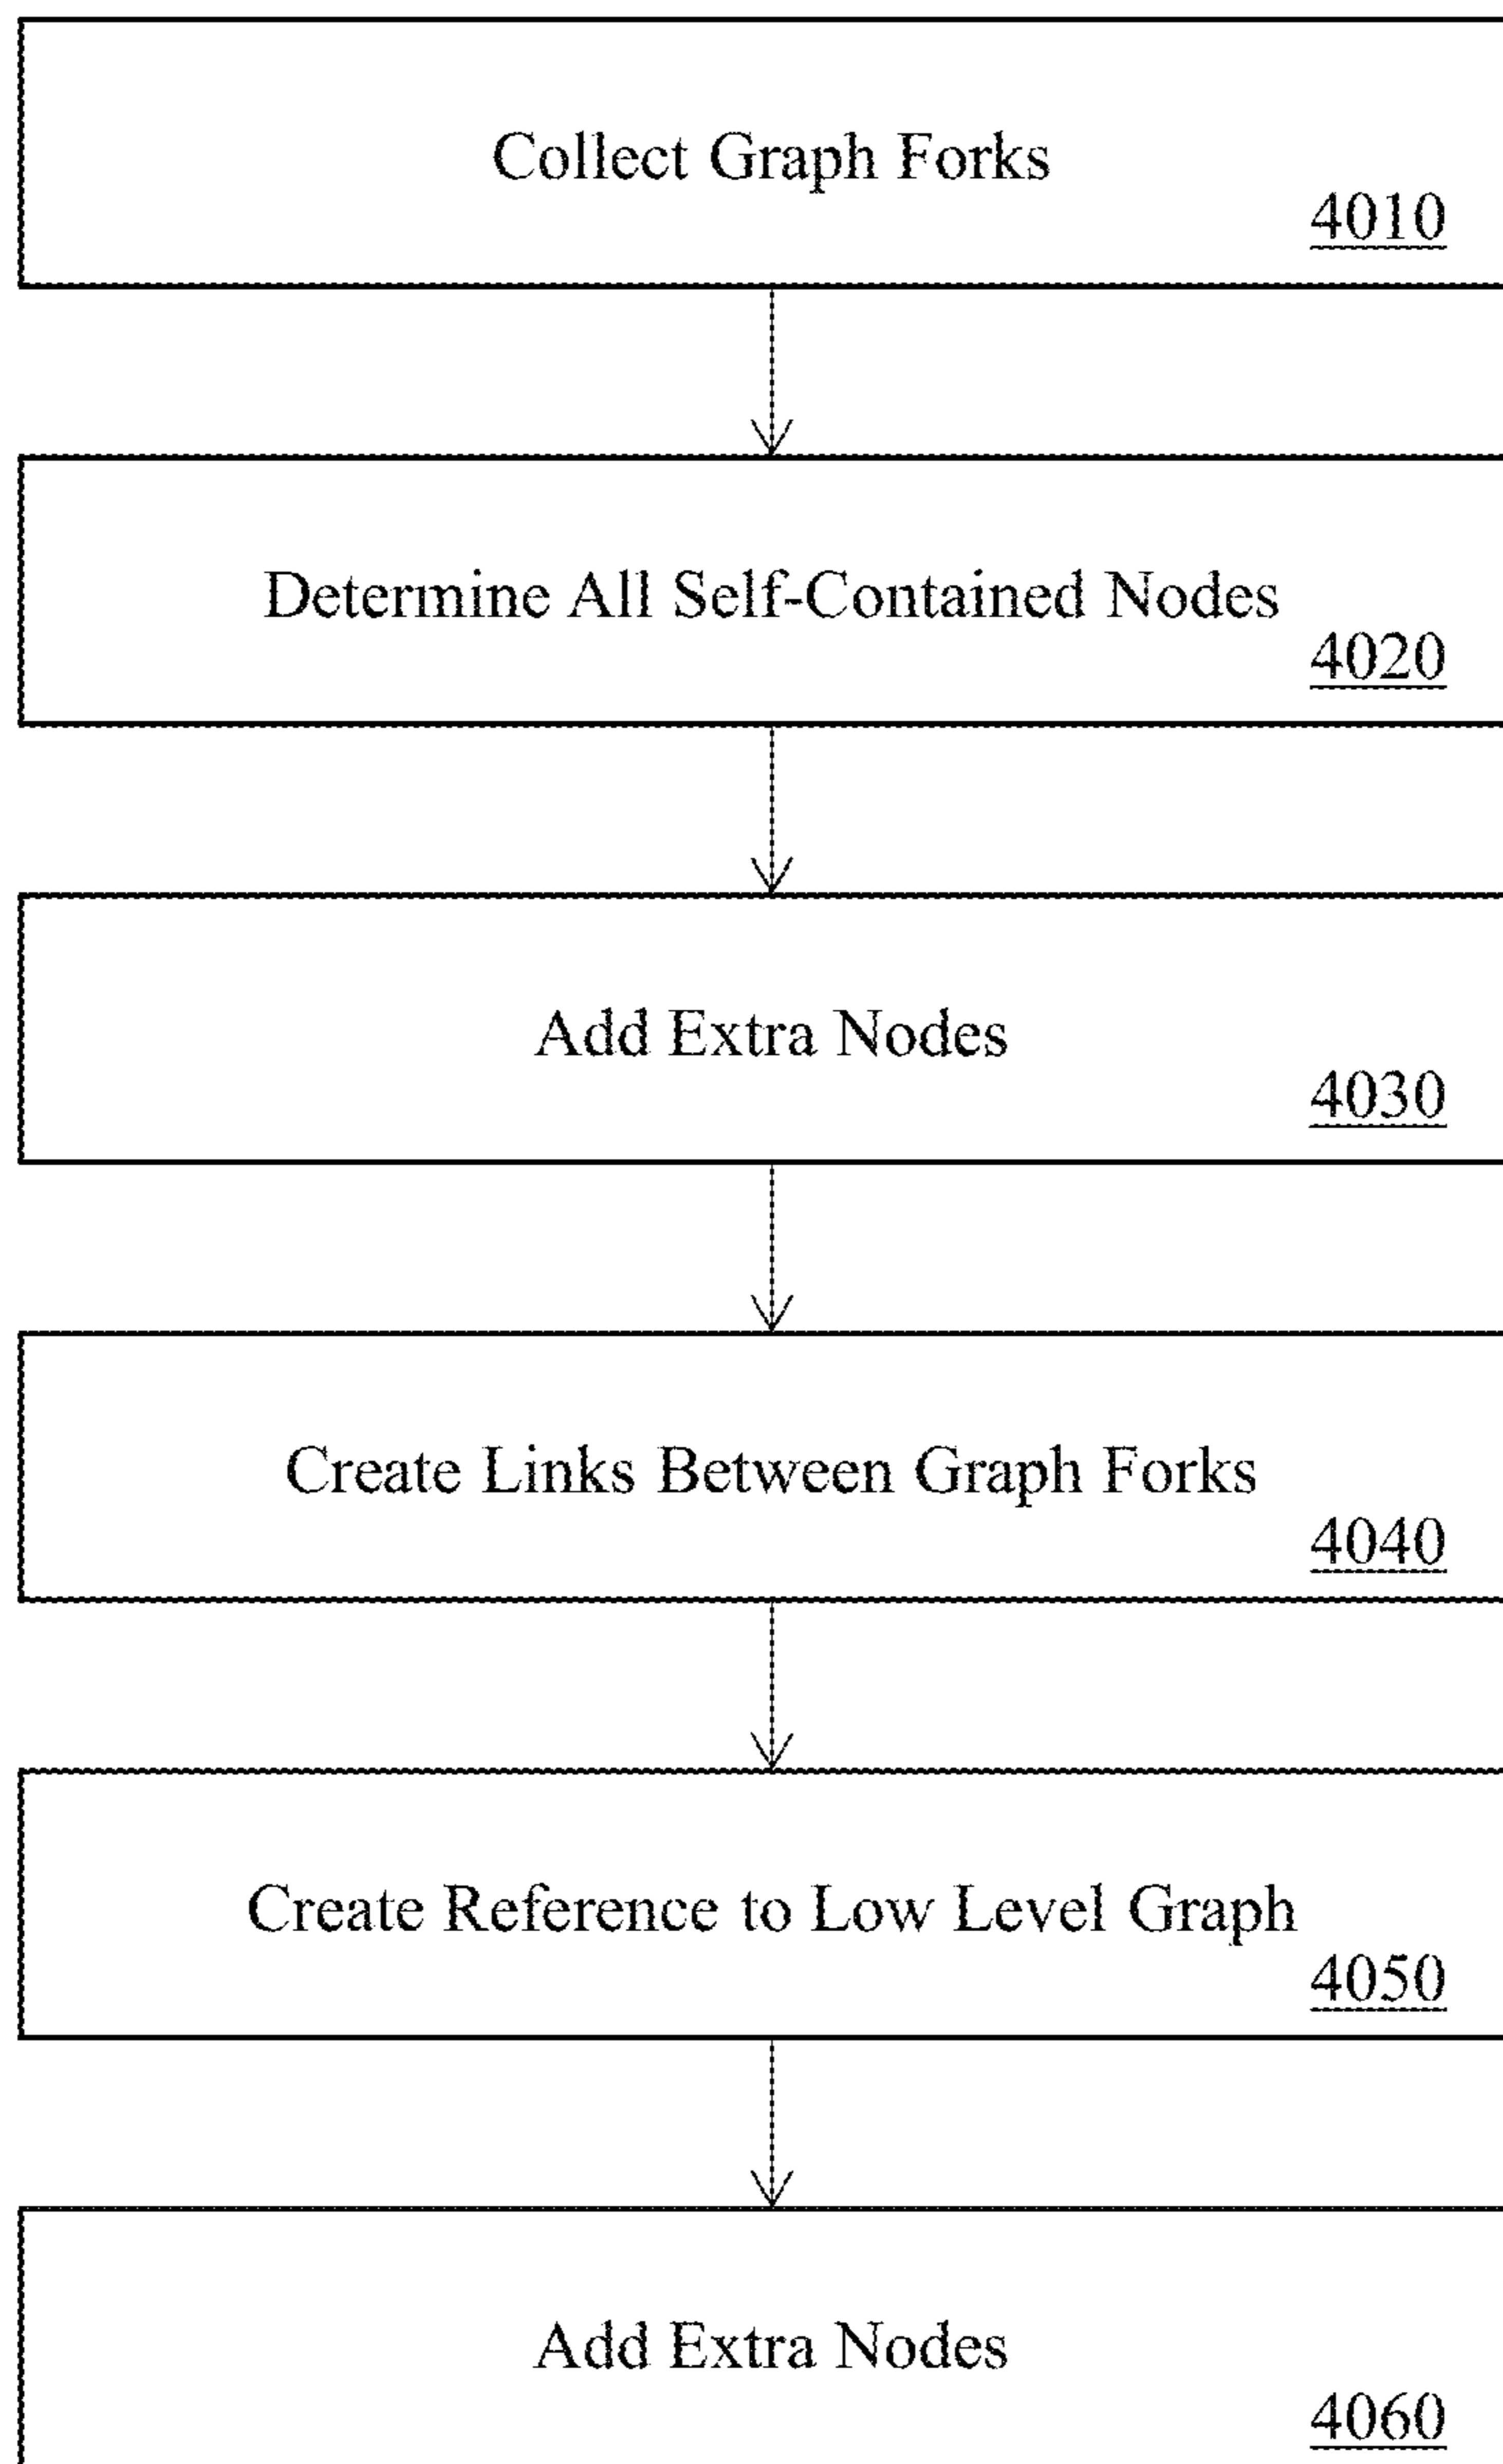 Collect Graph Forks
4010
Determine All Self-Contained Nodes
4020
Add Extra Nodes
4030
Create Links Between Graph Forks
4040
Create Reference to Low Level Graph
4050
Add Extra Nodes
4060